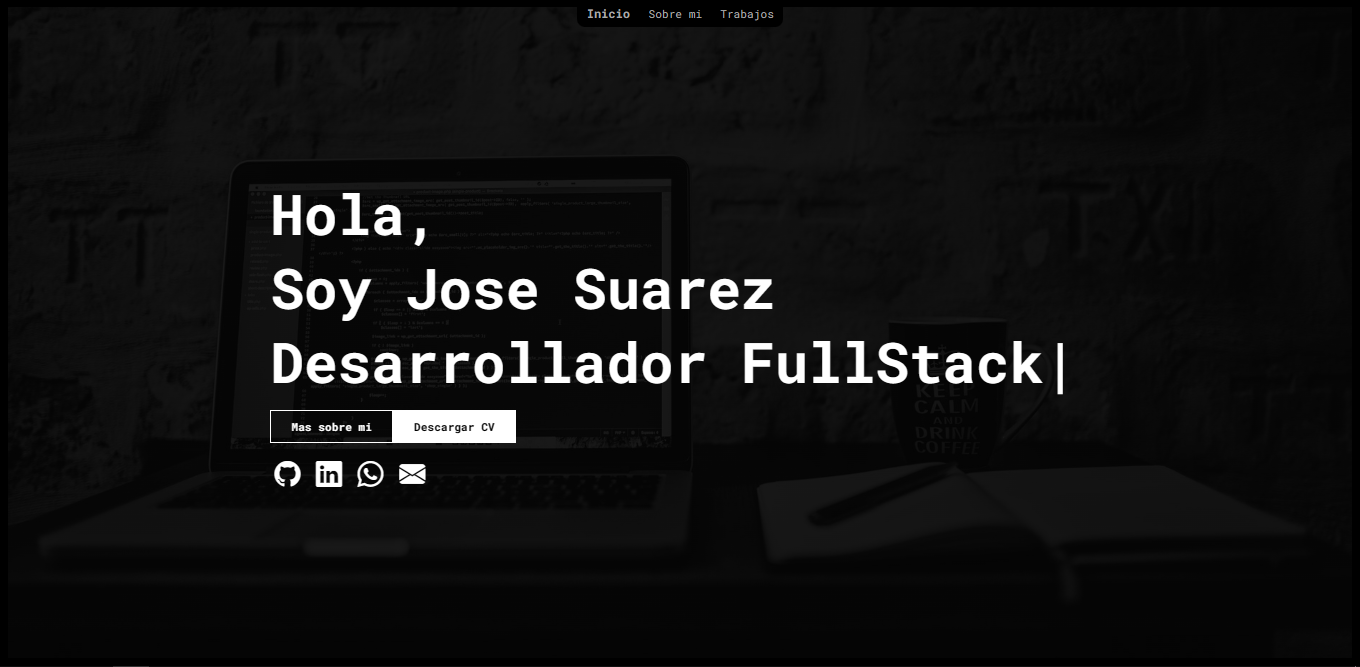 Inicio Sobre mi Trabajos
Hola,
Soy Jose Suarez
Desarrollador FullStack|
Mas sobre mi Descargar CV
in
KEEP
CALM
AND
DRINK
COFFEE